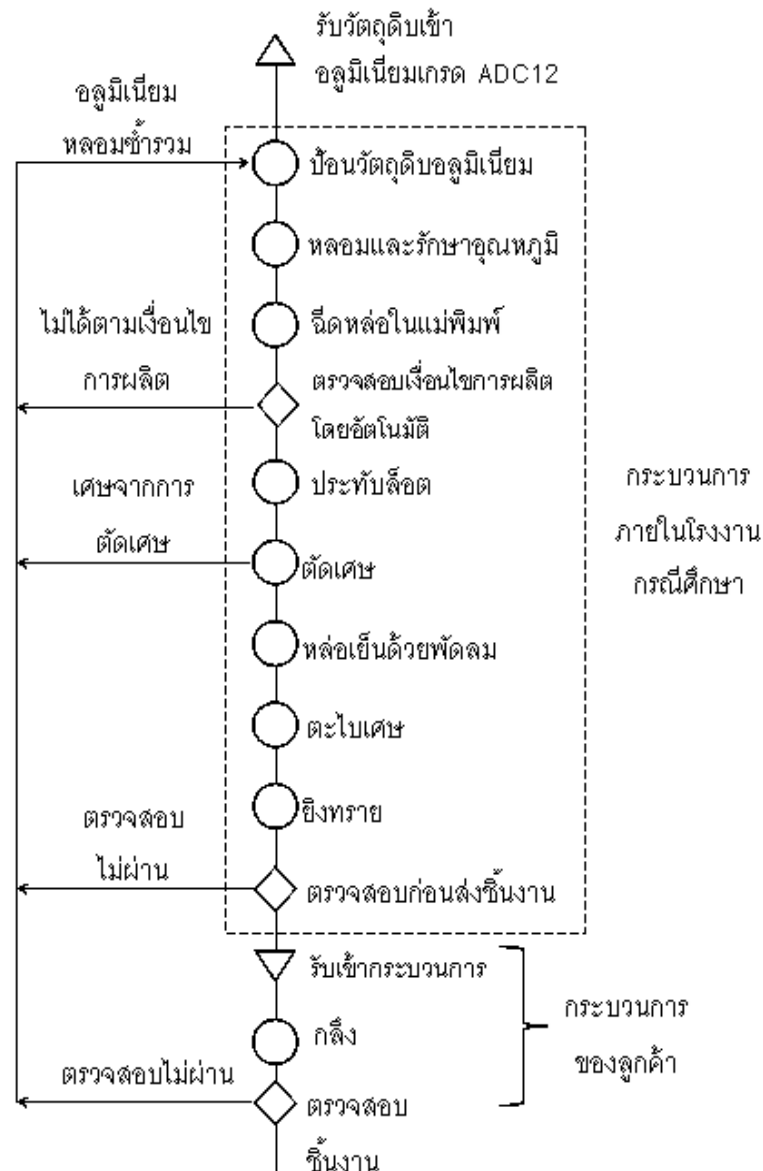 รับวัตถุดิบเข้า
อลูมิเนียมเกรด ADC12
อลูมิเนียม
หลอมซ้ำรวม
ป้อนวัตถุดิบอลูมิเนียม
หลอมและรักษาอุณหภูมิ
ฉีดหล่อในแม่พิมพ์
ไม่ได้ตามเงื่อนไข
การผลิต
ตรวจสอบเงื่อนไขการผลิต
โดยอัตโนมัติ
ประทับล็อต
เศษจากการ
ตัดเศษ
ตัดเศษ
กระบวนการ
ภายในโรงงาน
กรณีศึกษา
หล่อเย็นด้วยพัดลม
ตะไบเศษ
ยิงทราย
ตรวจสอบ
ไม่ผ่าน
ตรวจสอบก่อนส่งชิ้นงาน
รับเข้ากระบวนการ
กลึง
กระบวนการ
ของลูกค้า
ตรวจสอบไม่ผ่าน
ตรวจสอบ
ชิ้นงาน